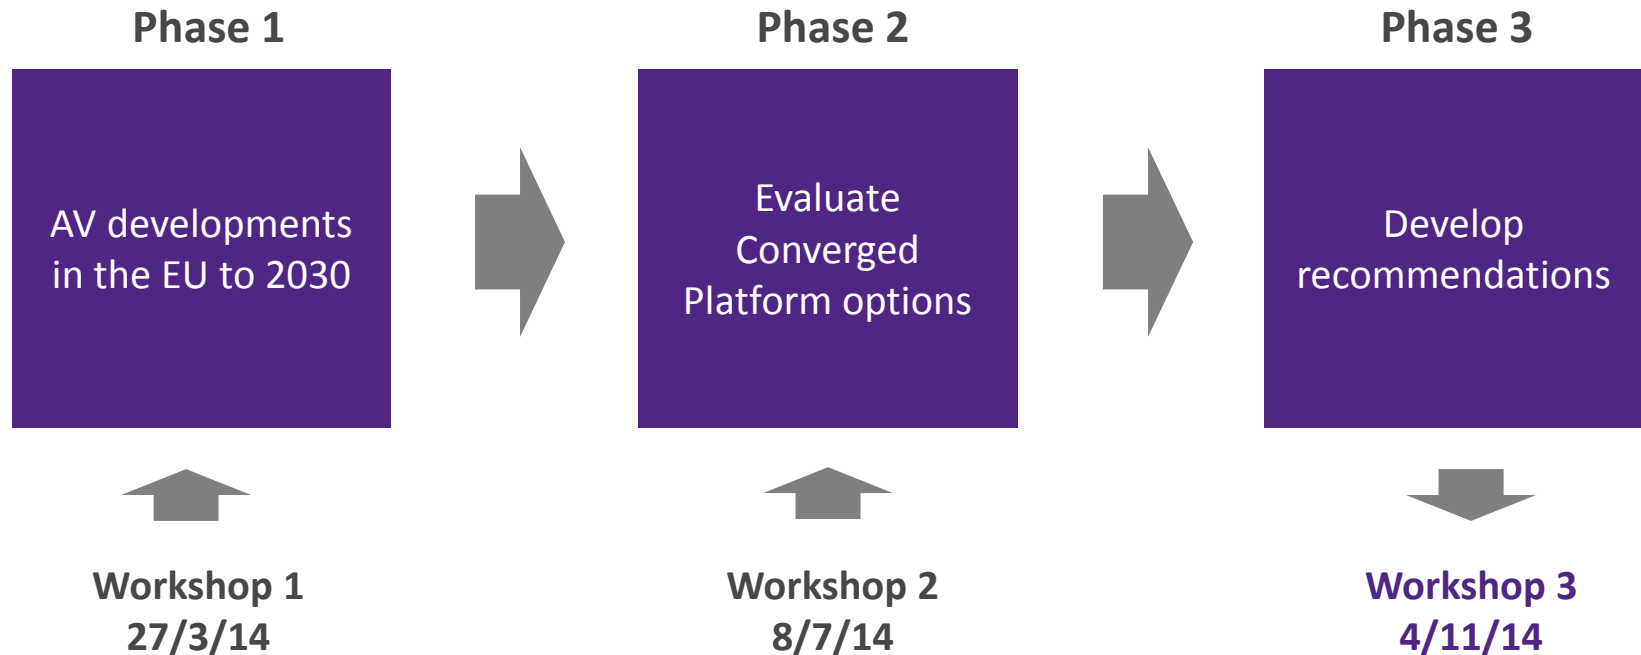 Phase 1
Phase 2
Phase 3
AV developments
in the EU to 2030
Evaluate
Converged
Platform options
Develop
recommendations
Workshop 1
27/3/14
Workshop 2
8/7/14
Workshop 3
4/11/14